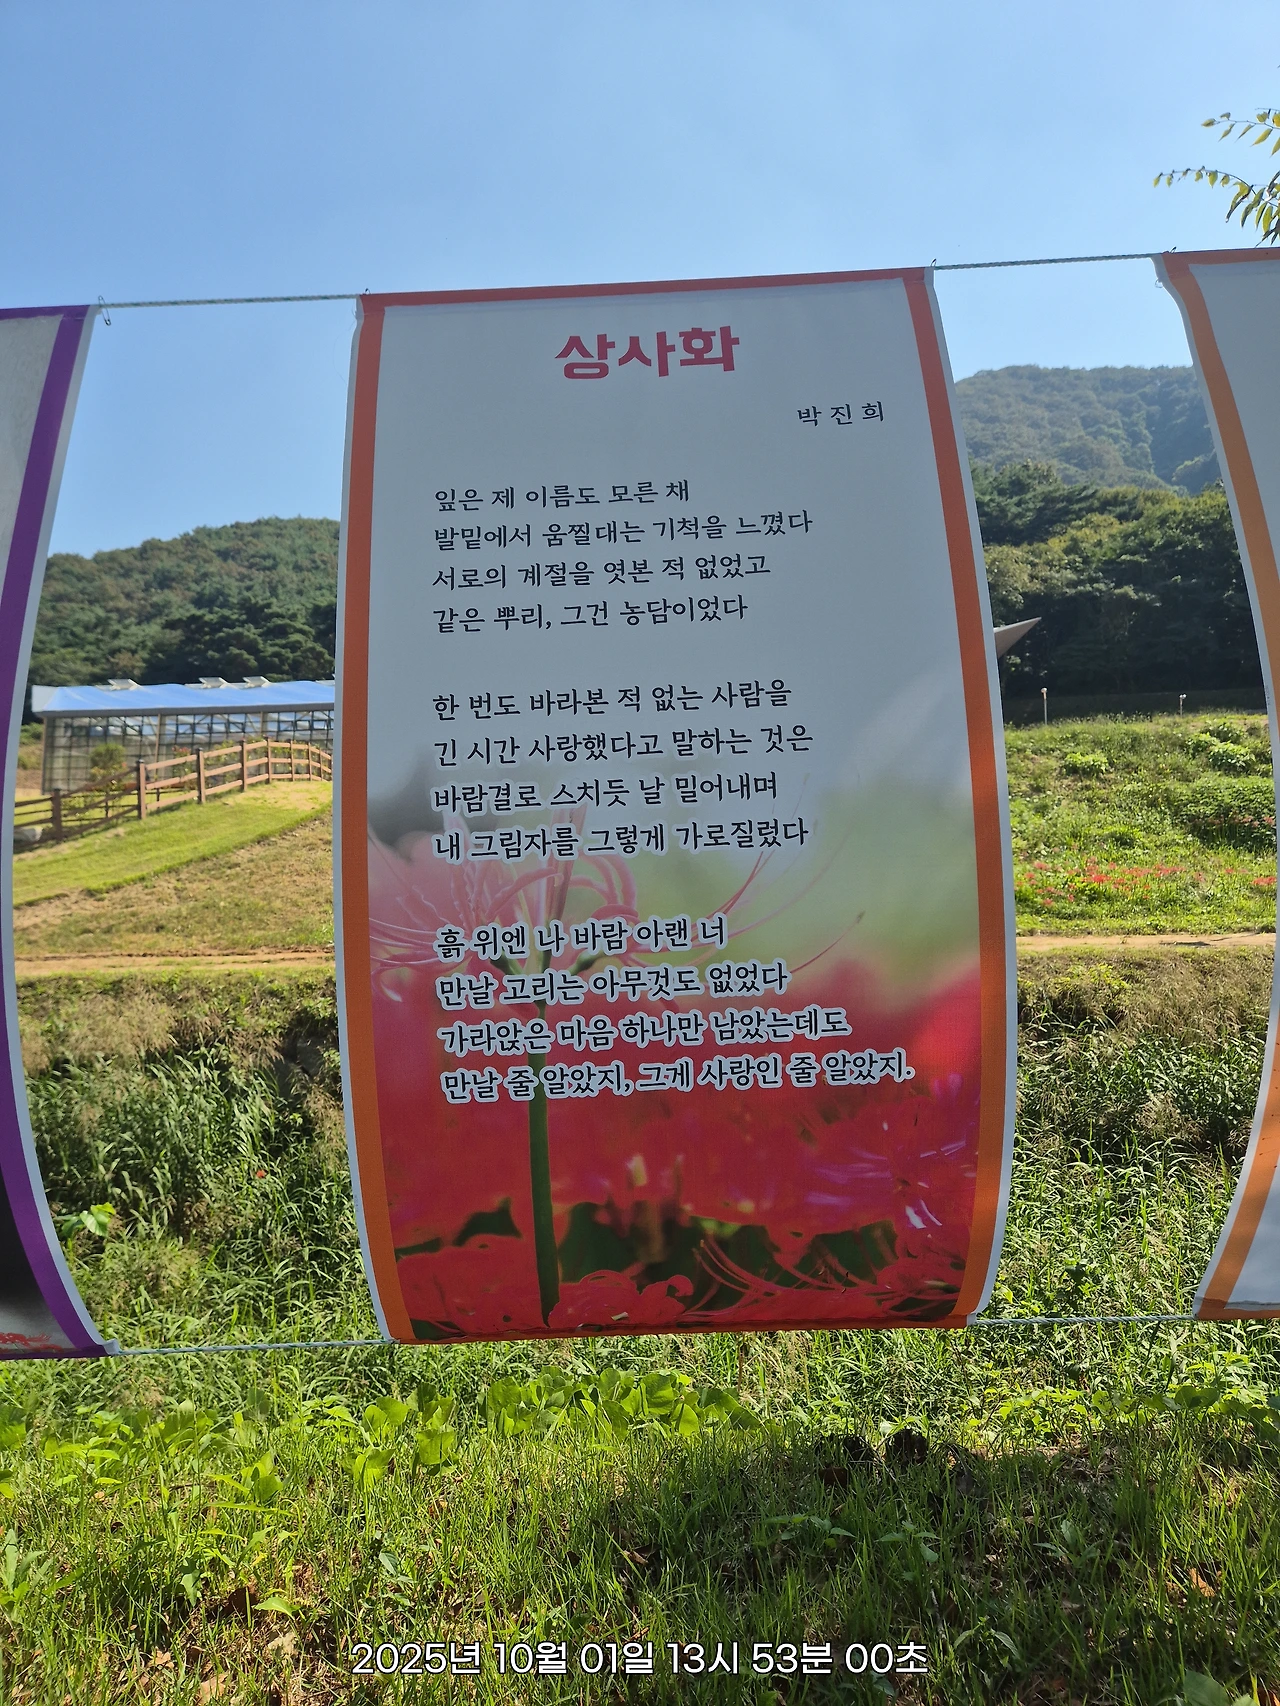 상사화
박진희
잎은 제 이름도 모른 채
발밑에서 움찔대는 기척을 느꼈다
서로의 계절을 엿본 적 없었고
같은 뿌리, 그건 농담이었다
한 번도 바라본 적 없는 사람을
긴 시간 사랑했다고 말하는 것은
바람결로 스치듯 날 밀어내며
내 그림자를 그렇게 가로질렀다
흙 위엔 나 바람 아랜 너
만날 고리는 아무것도 없었다
가라앉은 마음 하나만 남았는데도
만날 줄 알았지, 그게 사랑인 줄 알았지.
2025년 10월 01일 13시 53분 00초